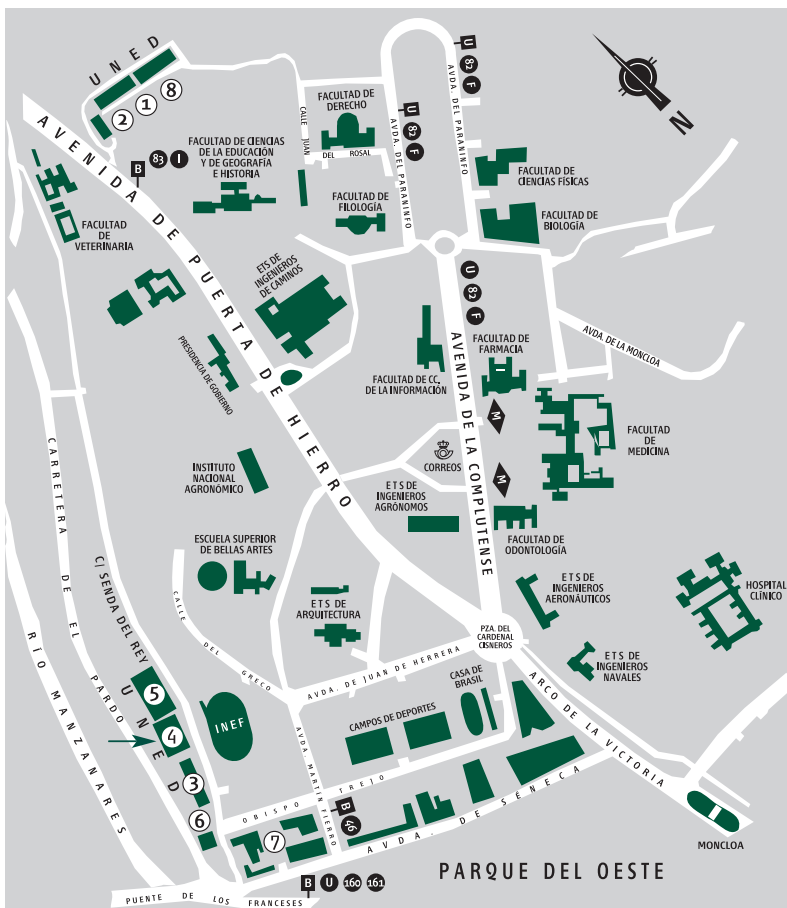 UNED
2
1
8
AVENIDA DE PUERTA DE HIERRO
B
83
I
FACULTAD DE CIENCIAS
DE LA EDUCACIÓN
Y DE GEOGRAFÍA
E HISTORIA
CALLE JUAN
DEL ROSAL
FACULTAD DE
DERECHO
U
82
F
AVDA. DEL PARANINFO
U
82
F
AVDA. DEL PARANINFO
N
FACULTAD DE
CIENCIAS FÍSICAS
FACULTAD DE
FILOLOGÍA
FACULTAD DE
BIOLOGÍA
FACULTAD
DE
VETERINARIA
ETS DE
INGENIEROS
DE CAMINOS
U
82
F
AVENIDA DE LA COMPLUTENSE
AVDA. DE LA MONCLOA
PRESIDENCIA DE GOBIERNO
FACULTAD DE CC.
DE LA INFORMACIÓN
FACULTAD DE
FARMACIA
M
FACULTAD
DE
MEDICINA
CORREOS
M
INSTITUTO
NACIONAL
AGRONÓMICO
ETS DE
INGENIEROS
AGRÓNOMOS
FACULTAD DE
ODONTOLOGÍA
CARRETERA DE EL PARDO
C/ SENDA DEL REY
ESCUELA SUPERIOR
DE BELLAS ARTES
ETS DE
INGENIEROS
AERONÁUTICOS
HOSPITAL
CLÍNICO
ETS DE
ARQUITECTURA
CALLE DEL GRECO
PZA. DEL
CARDENAL
CISNEROS
ETS DE
INGENIEROS
NAVALES
RÍO MANZANARES
AVDA. DE JUAN DE HERRERA
CASA DE
BRASIL
ARCO DE LA VICTORIA
UNED
5
4
3
6
INEF
CAMPOS DE DEPORTES
AVDA. MARTIN FIERRO
OBISPO TREJO
B
46
7
AVDA. DE SÉNECA
MONCLOA
PARQUE DEL OESTE
PUENTE DE LOS FRANCESES
B
U
160
161